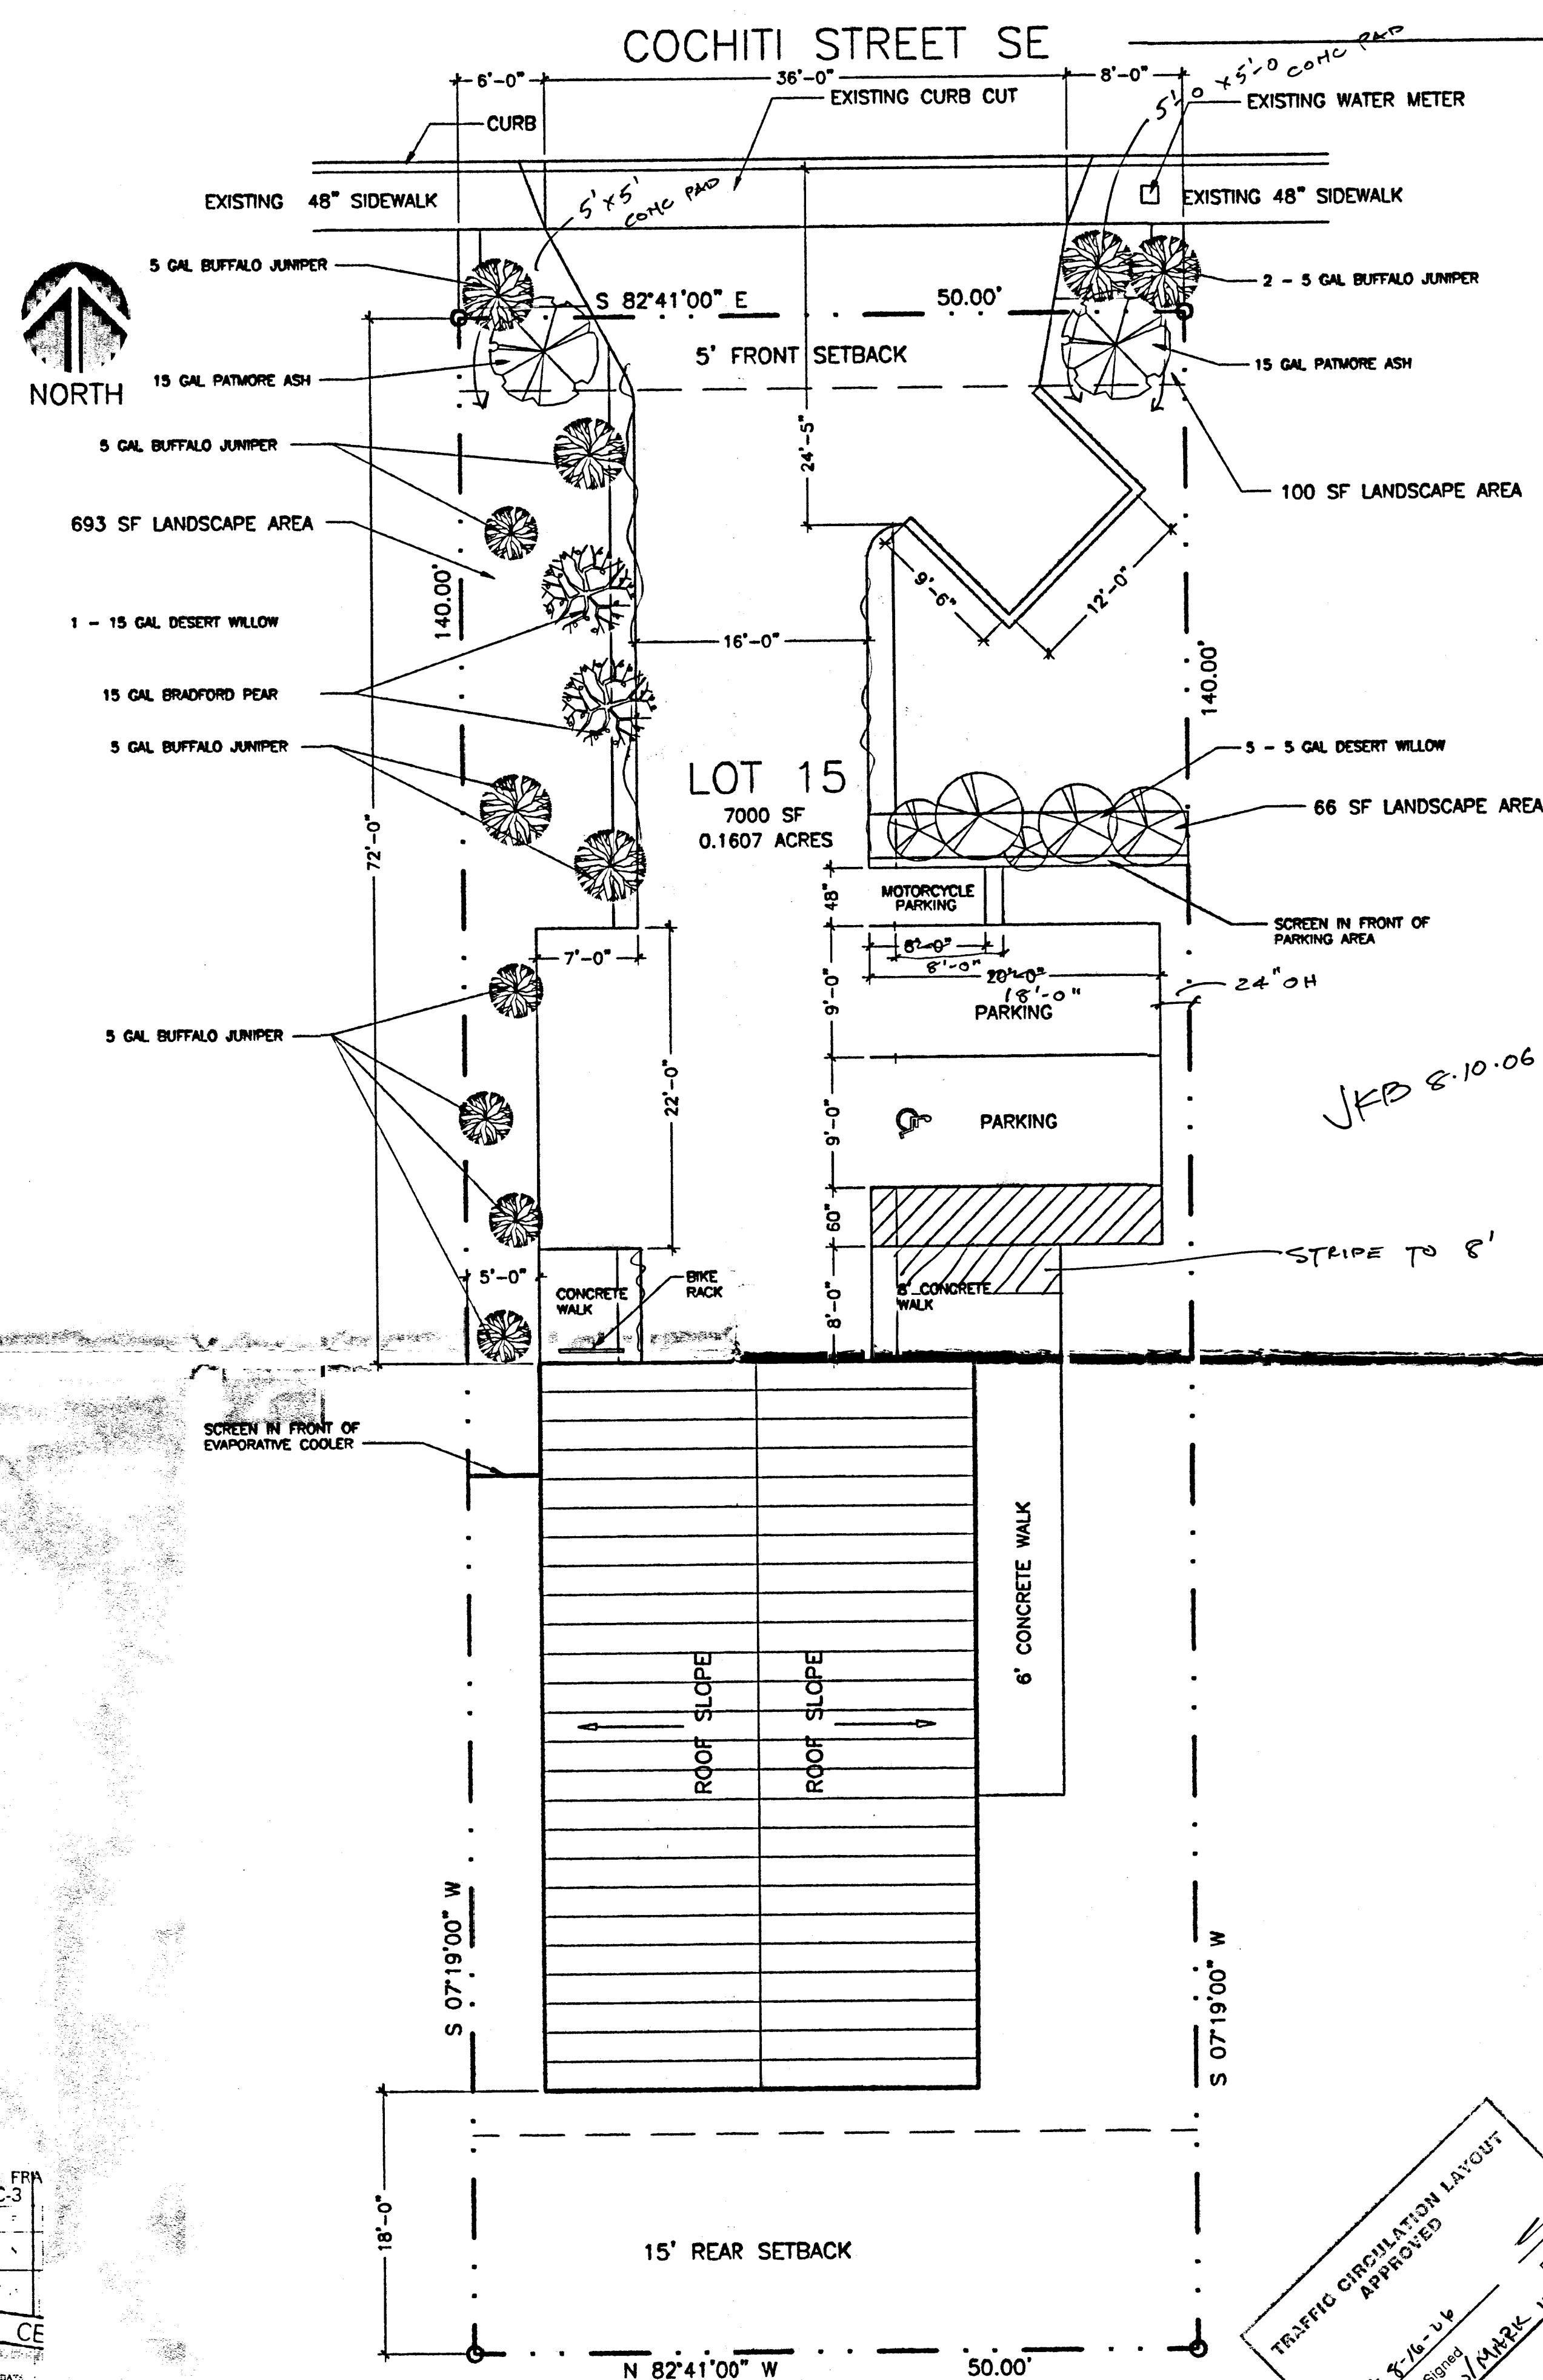 COCHITI STREET SE
6'-0"
36'-0"
8'-0"
5'-0 x 5'-0 CONC PAD
EXISTING CURB CUT
EXISTING WATER METER
CURB
EXISTING 48" SIDEWALK
5' x 5'
CONC PAD
EXISTING 48" SIDEWALK
5 GAL BUFFALO JUNIPER
2 - 5 GAL BUFFALO JUNIPER
S 82°41'00" E
50.00'
NORTH
5' FRONT SETBACK
15 GAL PATMORE ASH
15 GAL PATMORE ASH
5 GAL BUFFALO JUNIPER
24'-5"
100 SF LANDSCAPE AREA
693 SF LANDSCAPE AREA
9'-6"
12'-0"
140.00'
1 - 15 GAL DESERT WILLOW
16'-0"
140.00'
15 GAL BRADFORD PEAR
5 GAL BUFFALO JUNIPER
5 - 5 GAL DESERT WILLOW
LOT 15
7000 SF
0.1607 ACRES
66 SF LANDSCAPE AREA
72'-0"
48"
MOTORCYCLE
PARKING
SCREEN IN FRONT OF
PARKING AREA
7'-0"
8'-0"
20'-0"
18'-0"
9'-0"
PARKING
24" OH
5 GAL BUFFALO JUNIPER
22'-0"
JKB 8.10.06
9'-0"
PARKING
60"
STRIPE TO 8'
5'-0"
CONCRETE
WALK
BIKE
RACK
8'-0"
CONCRETE
WALK
SCREEN IN FRONT OF
EVAPORATIVE COOLER
6' CONCRETE WALK
ROOF SLOPE
ROOF SLOPE
S 07°19'00" W
S 07°19'00" W
18'-0"
15' REAR SETBACK
TRAFFIC CIRCULATION LAYOUT
APPROVED
8-16-06
Signed
MARK
FRA
C-3
CE
N 82°41'00" W
50.00'